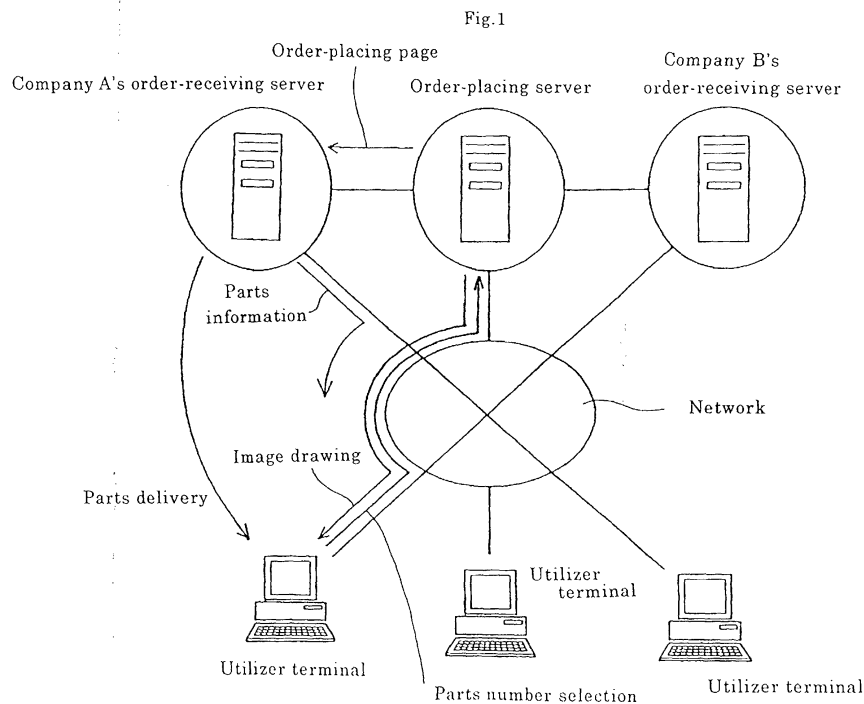 Fig.1
Order-placing page
Company A's order-receiving server
Order-placing server
Company B's
order-receiving server
Parts
information
Network
Image drawing
Parts delivery
Utilizer
terminal
Utilizer terminal
Parts number selection
Utilizer terminal